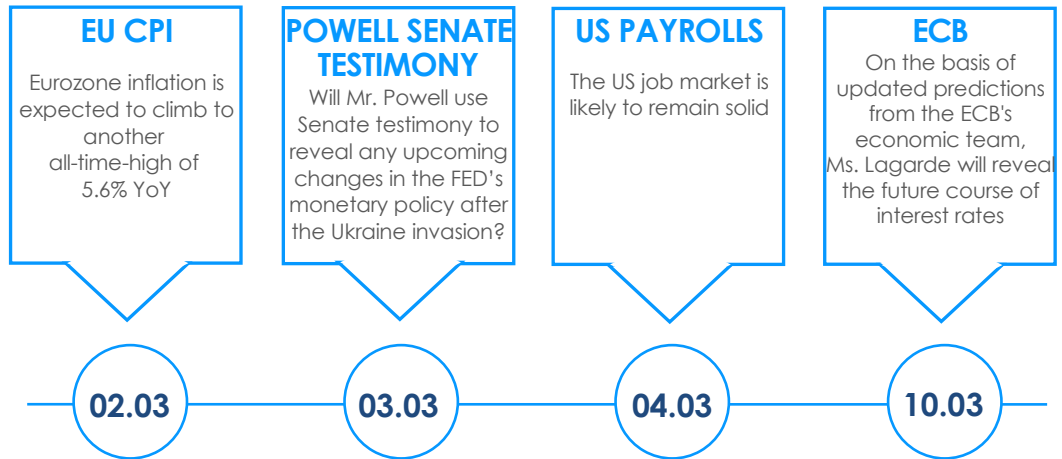 EU CPI
Eurozone inflation is
expected to climb to
another
all-time-high of
5.6% YoY
POWELL SENATE
TESTIMONY
Will Mr. Powell use
Senate testimony to
reveal any upcoming
changes in the FED's
monetary policy after
the Ukraine invasion?
US PAYROLLS
The US job market is
likely to remain solid
ECB
On the basis of
updated predictions
from the ECB's
economic team,
Ms. Lagarde will reveal
the future course of
interest rates
02.03
03.03
04.03
10.03